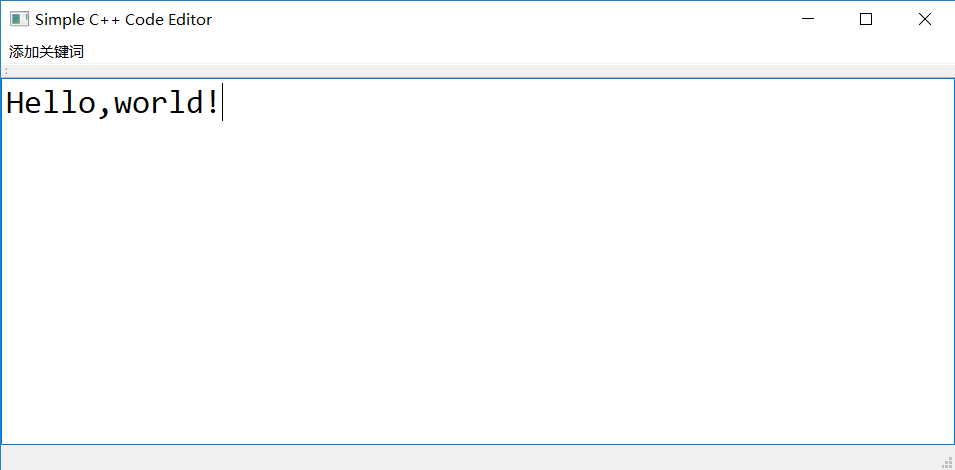 Simple C++ Code Editor
添加关键词
Hello,world!